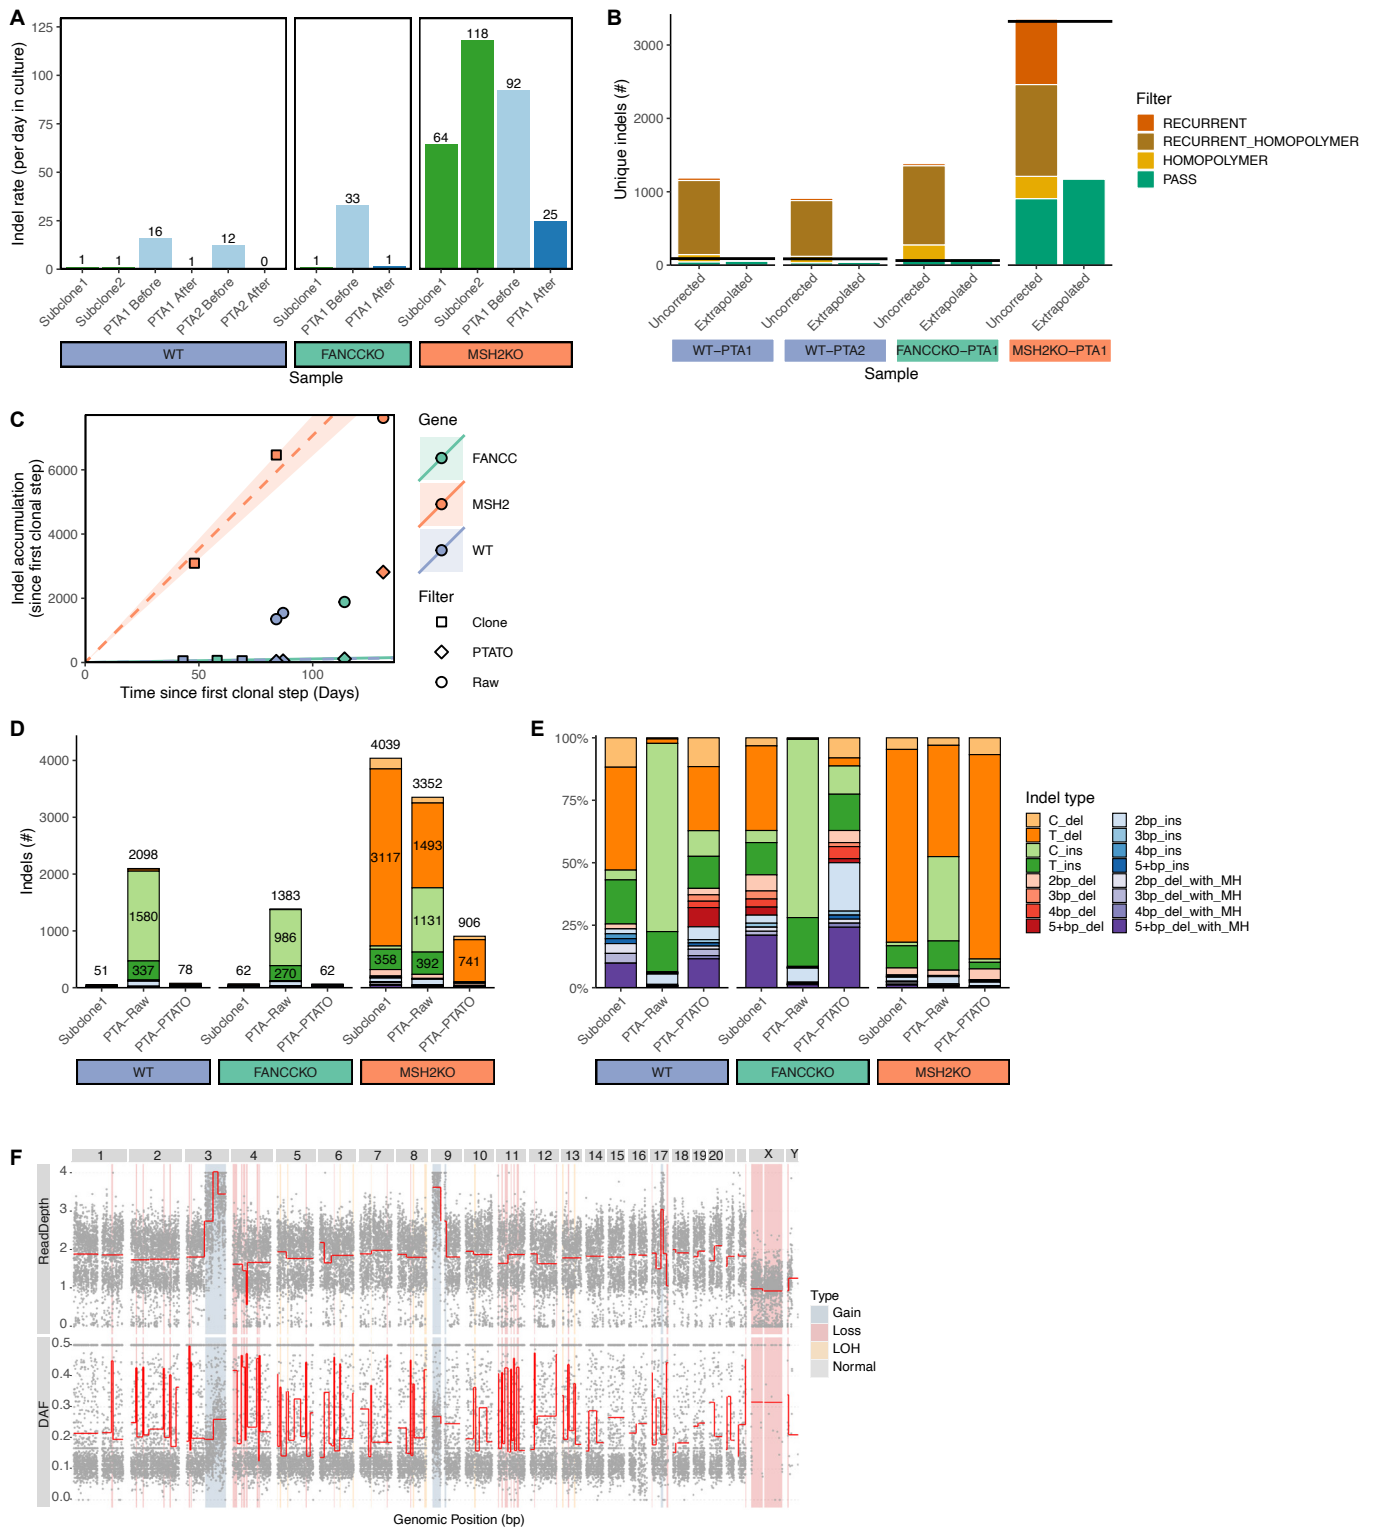 A
Indel rate (per day in culture)
125
100
75
50
25
0
1
1
16
1
12
0
1
33
1
64
118
92
25
Subclone1
Subclone2
PTA1 Before
PTA1 After
PTA2 Before
PTA2 After
Subclone1
PTA1 Before
PTA1 After
Subclone1
Subclone2
PTA1 Before
PTA1 After
WT
FANCCKO
MSH2KO
Sample
B
Unique indels (#)
3000
2000
1000
0
Uncorrected
Extrapolated
Uncorrected
Extrapolated
Uncorrected
Extrapolated
Uncorrected
Extrapolated
WT−PTA1
WT−PTA2
FANCCKO−PTA1
MSH2KO−PTA1
Sample
Filter
RECURRENT
RECURRENT_HOMOPOLYMER
HOMOPOLYMER
PASS
C
Indel accumulation
(since first clonal step)
6000
4000
2000
0
0
50
100
Time since first clonal step (Days)
Gene
FANCC
MSH2
WT
Filter
Clone
PTATO
Raw
D
Indels (#)
4000
3000
2000
1000
0
51
2098
1580
337
78
62
1383
986
270
62
4039
3117
358
3352
1493
1131
392
906
741
Subclone1
PTA−Raw
PTA−PTATO
Subclone1
PTA−Raw
PTA−PTATO
Subclone1
PTA−Raw
PTA−PTATO
WT
FANCCKO
MSH2KO
E
100%
75%
50%
25%
0%
Subclone1
PTA−Raw
PTA−PTATO
Subclone1
PTA−Raw
PTA−PTATO
Subclone1
PTA−Raw
PTA−PTATO
WT
FANCCKO
MSH2KO
Indel type
C_del
T_del
C_ins
T_ins
2bp_del
3bp_del
4bp_del
5+bp_del
2bp_ins
3bp_ins
4bp_ins
5+bp_ins
2bp_del_with_MH
3bp_del_with_MH
4bp_del_with_MH
5+bp_del_with_MH
F
1 2 3 4 5 6 7 8 9 10 11 12 13 14 15 16 17 18 19 20 X Y
ReadDepth
4
3
2
1
0
DAF
0.5
0.4
0.3
0.2
0.1
0.0
Genomic Position (bp)
Type
Gain
Loss
LOH
Normal